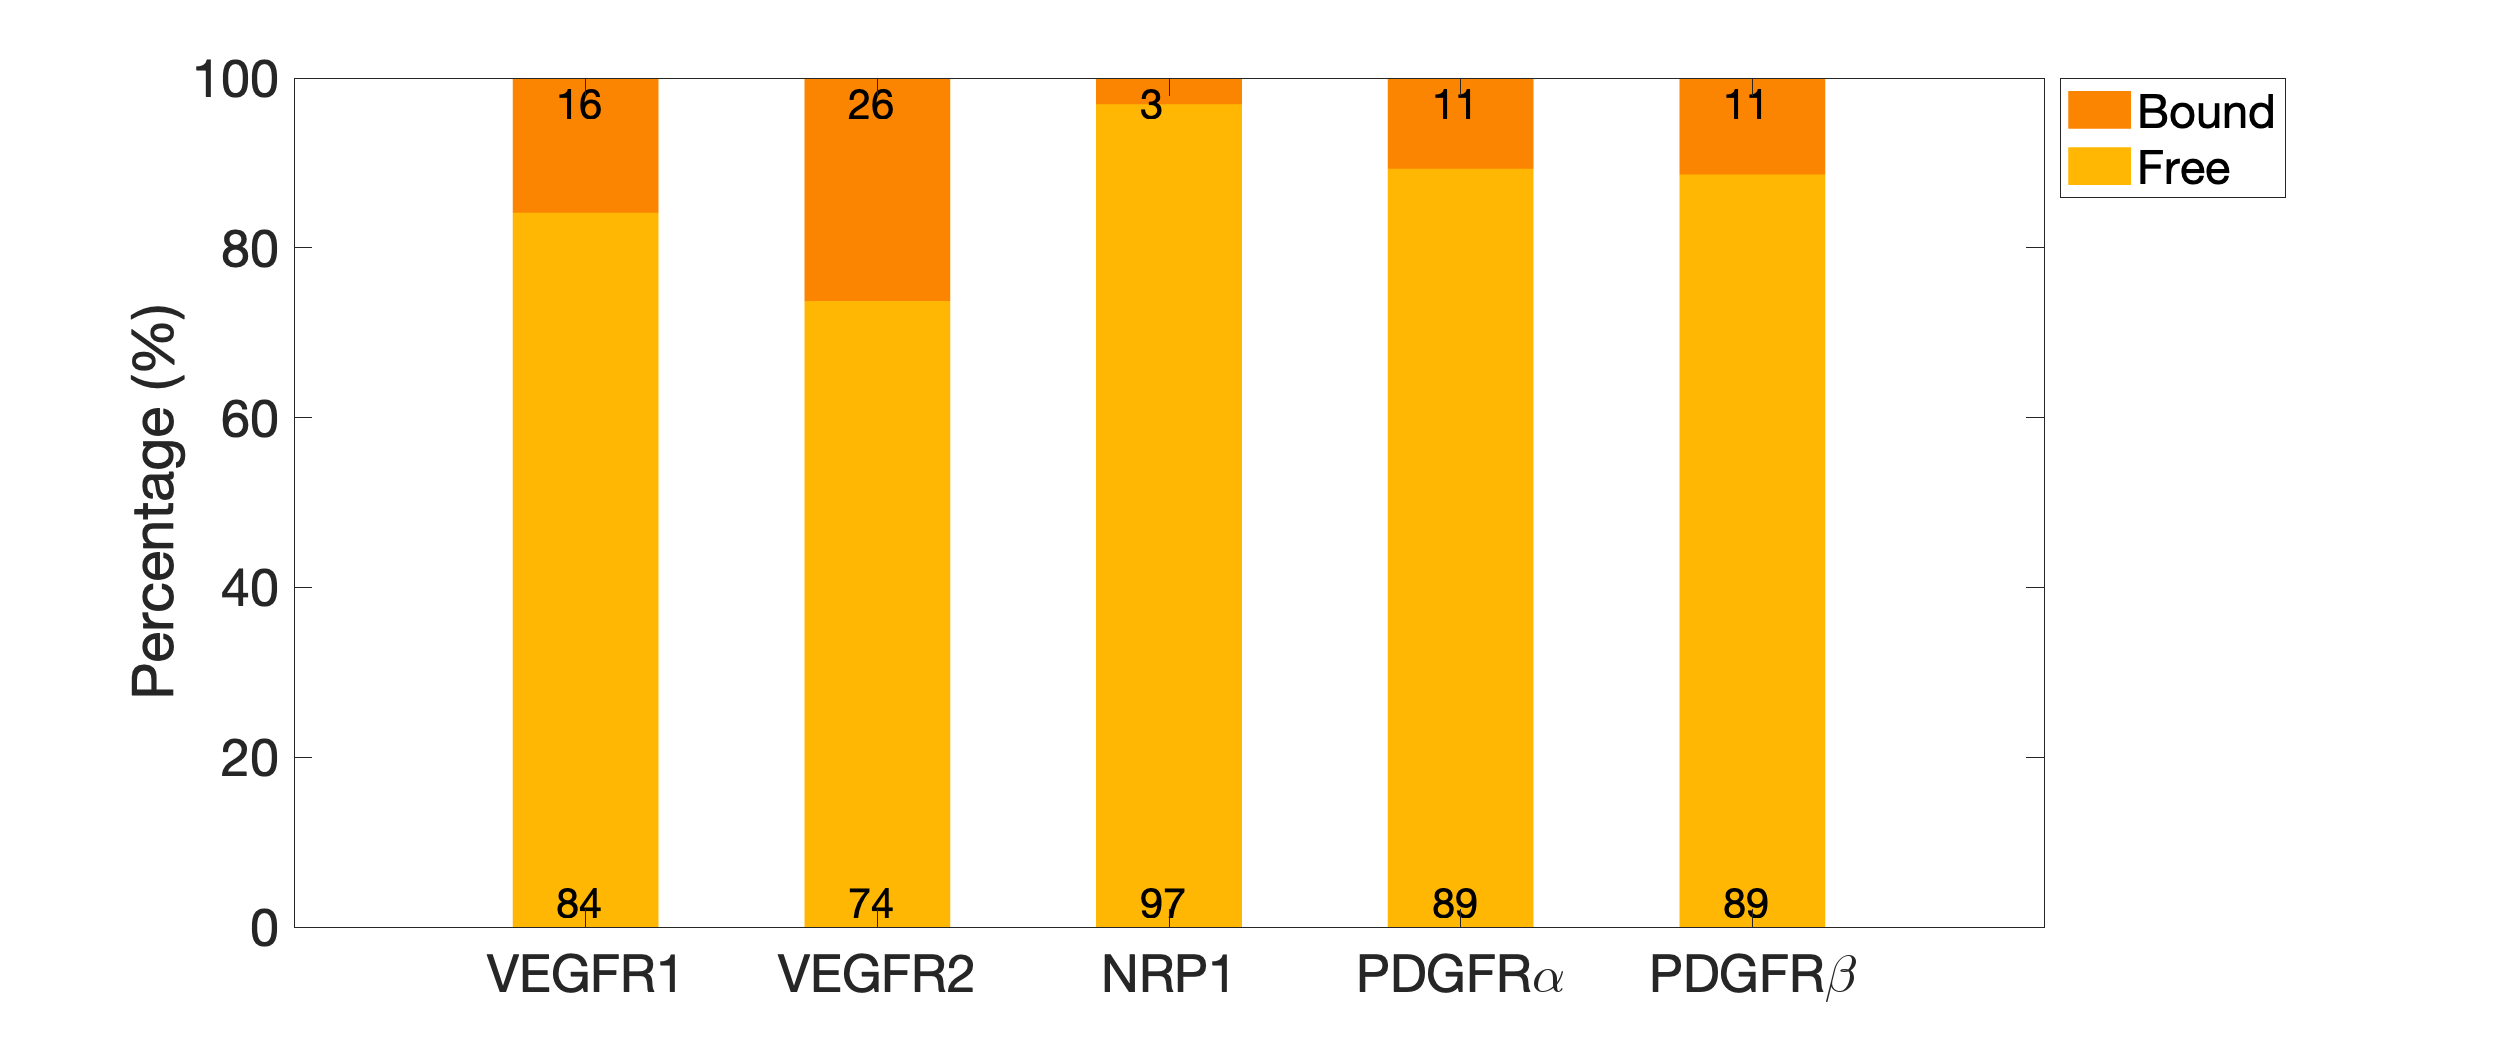 100
80
60
40
20
0
Percentage (%)
16
26
3
11
11
84
74
97
89
89
VEGFR1
VEGFR2
NRP1
PDGFRα
PDGFRβ
Bound
Free